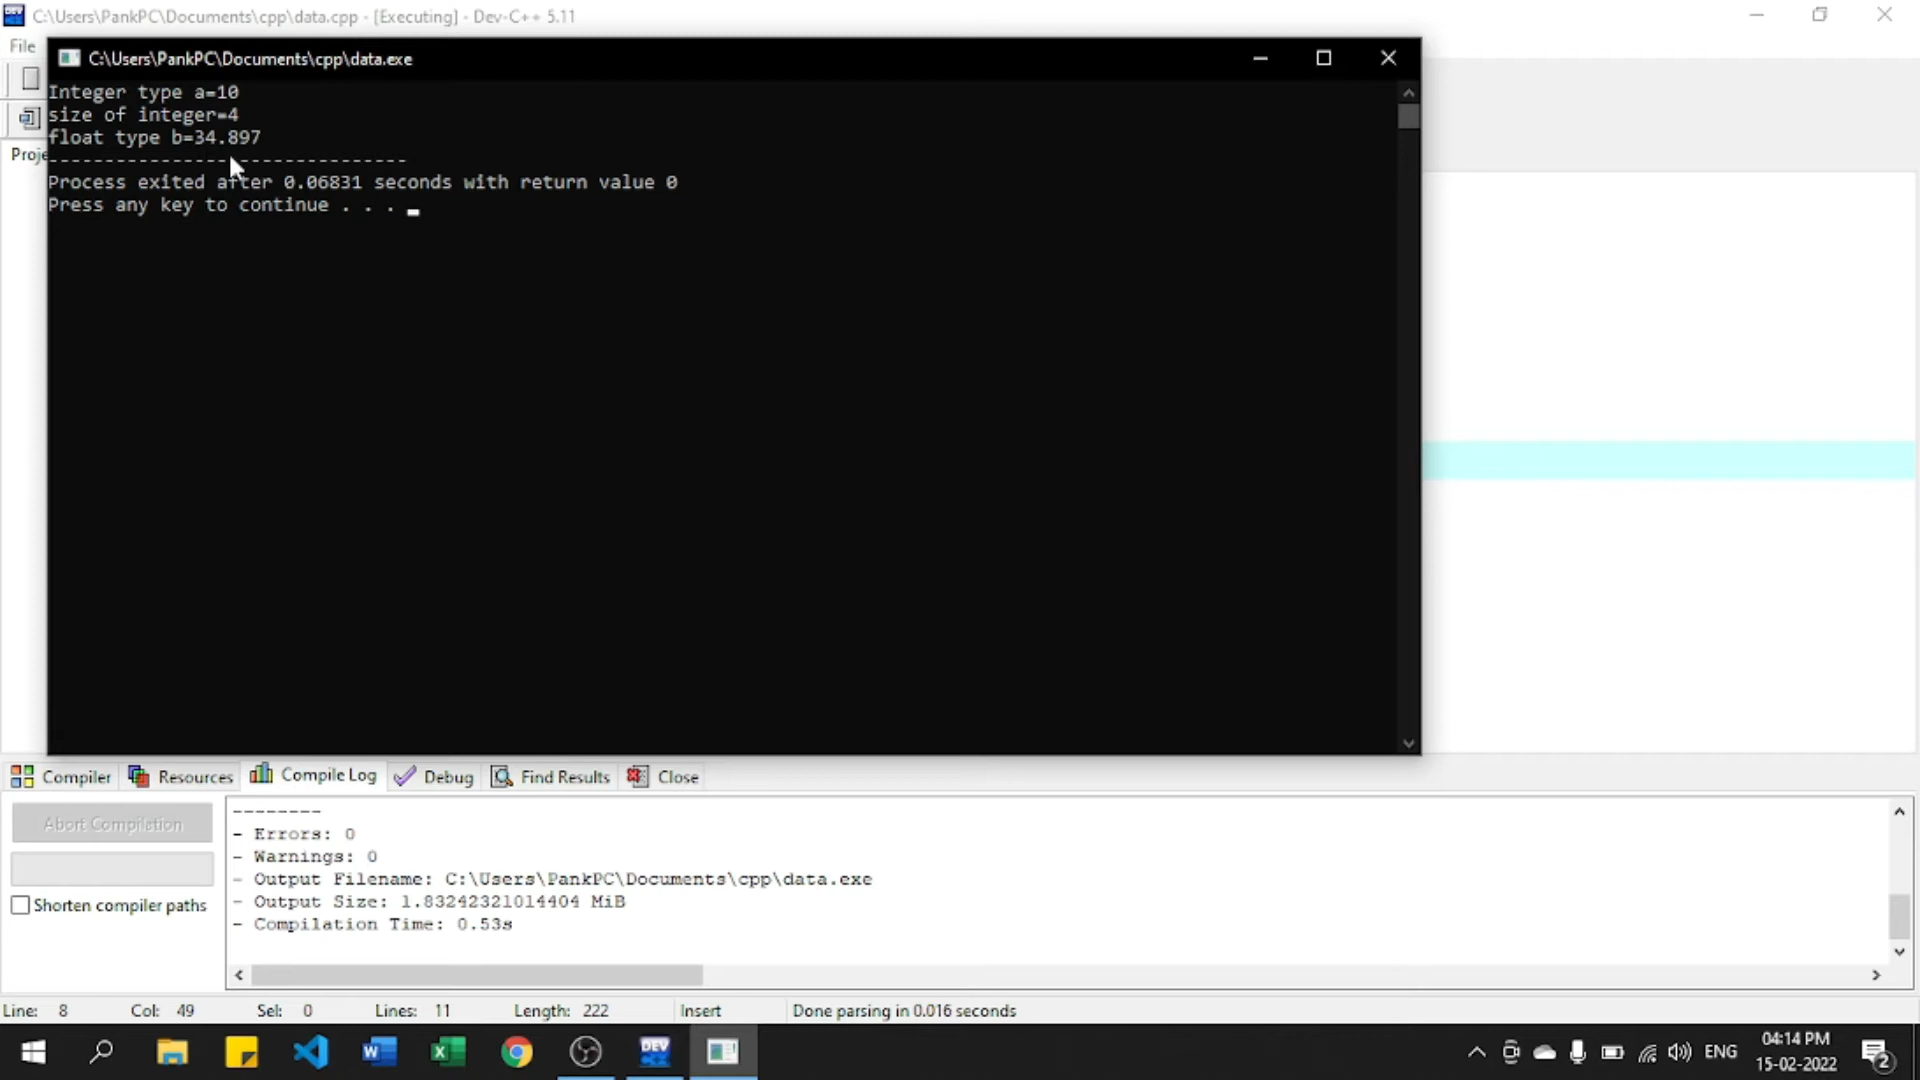 C:\Users\PankPC\Documents\cpp\data.cpp - [Executing] - Dev-C++ 5.11
File
C:\Users\PankPC\Documents\cpp\data.exe
Integer type a=10
size of integer=4
float type b=34.897
Proje
--------------------------------
Process exited after 0.06831 seconds with return value 0
Press any key to continue . . .
Compiler Resources Compile Log Debug Find Results Close
Abort Compilation
Shorten compiler paths
--------
- Errors: 0
- Warnings: 0
- Output Filename: C:\Users\PankPC\Documents\cpp\data.exe
- Output Size: 1.83242321014404 MiB
- Compilation Time: 0.53s
Line: 8 Col: 49 Sel: 0 Lines: 11 Length: 222 Insert Done parsing in 0.016 seconds
DEV
ENG
04:14 PM
15-02-2022
2